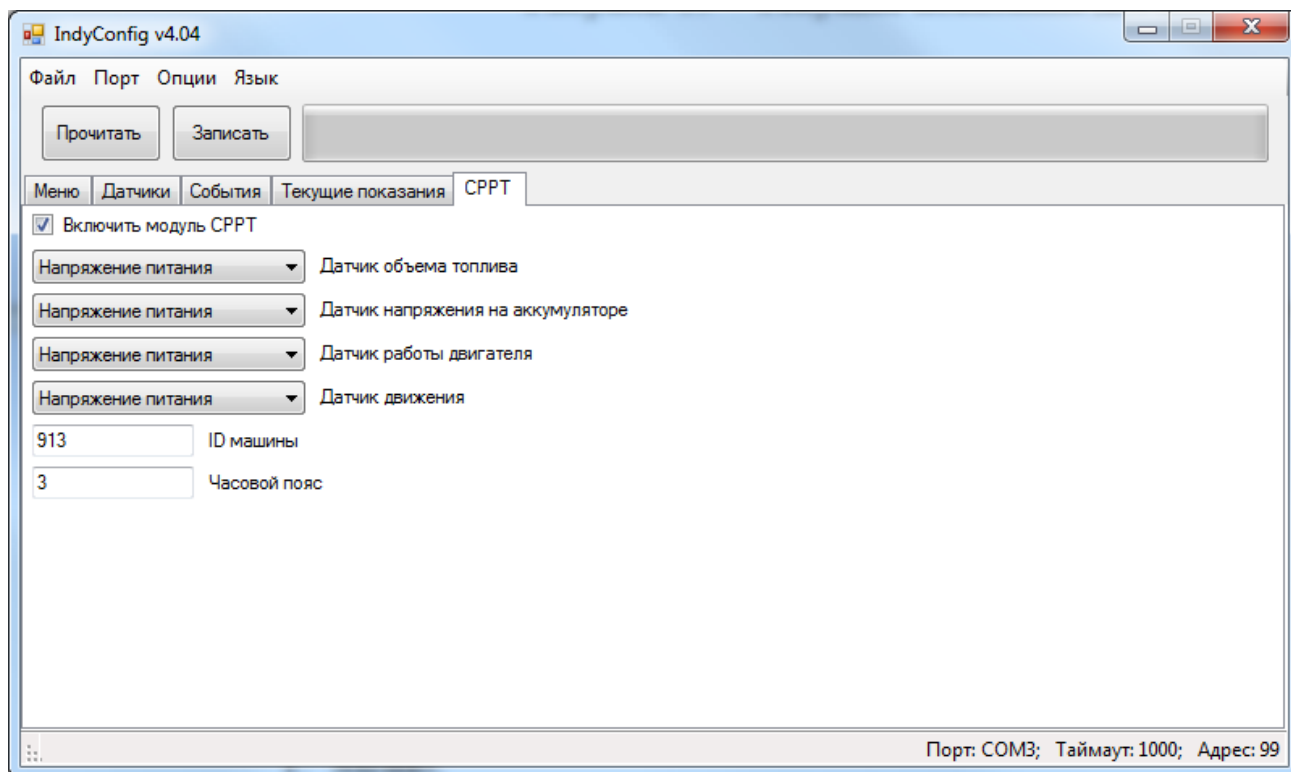 IndyConfig v4.04
Файл Порт Опции Язык
Прочитать Записать
Меню Датчики События Текущие показания СРРТ
Включить модуль СРРТ
Напряжение питания Датчик объема топлива
Напряжение питания Датчик напряжения на аккумуляторе
Напряжение питания Датчик работы двигателя
Напряжение питания Датчик движения
913 ID машины
3 Часовой пояс
Порт: COM3; Таймаут: 1000; Адрес: 99